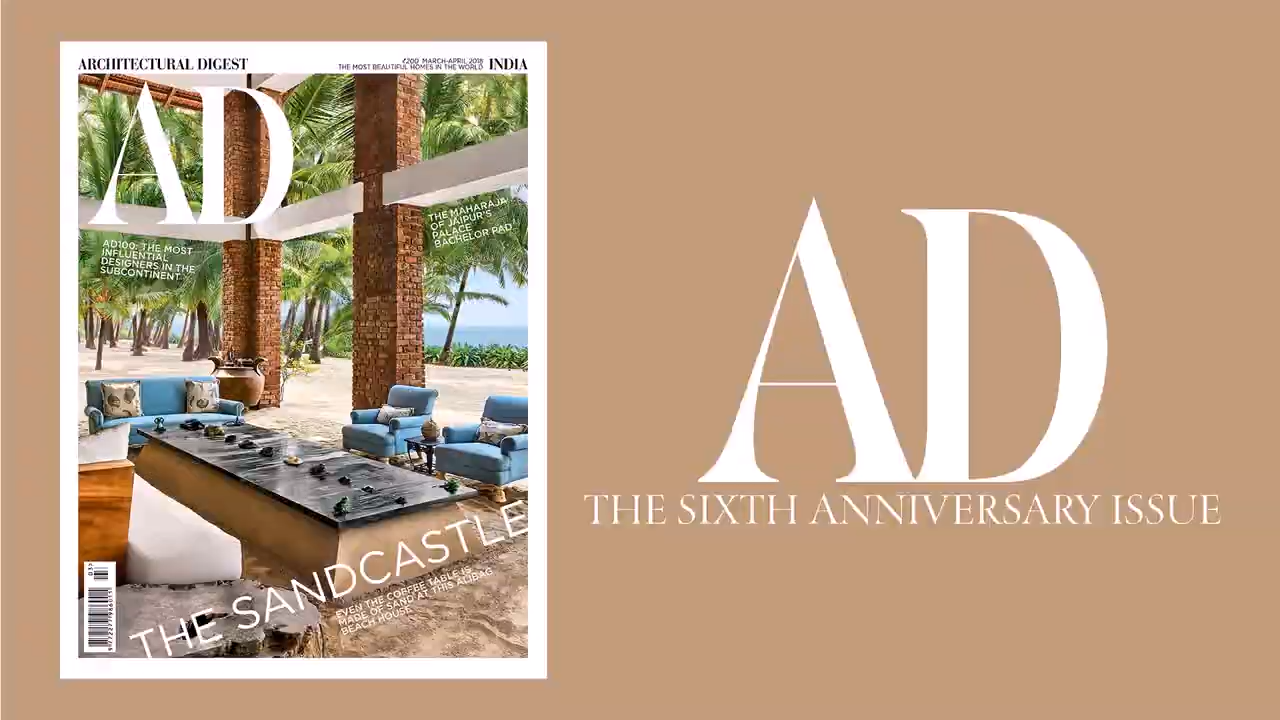 ARCHITECTURAL DIGEST
₹200 MARCH-APRIL 2018
THE MOST BEAUTIFUL HOMES IN THE WORLD
INDIA
AD
AD100: THE MOST
INFLUENTIAL
DESIGNERS IN THE
SUBCONTINENT
THE MAHARAJA
OF JAIPUR'S
PALACE
BACHELOR PAD
THE SANDCASTLE
EVEN THE COFFEE TABLE IS
MADE OF SAND AT THIS ALIBAG
BEACH HOUSE
AD
THE SIXTH ANNIVERSARY ISSUE